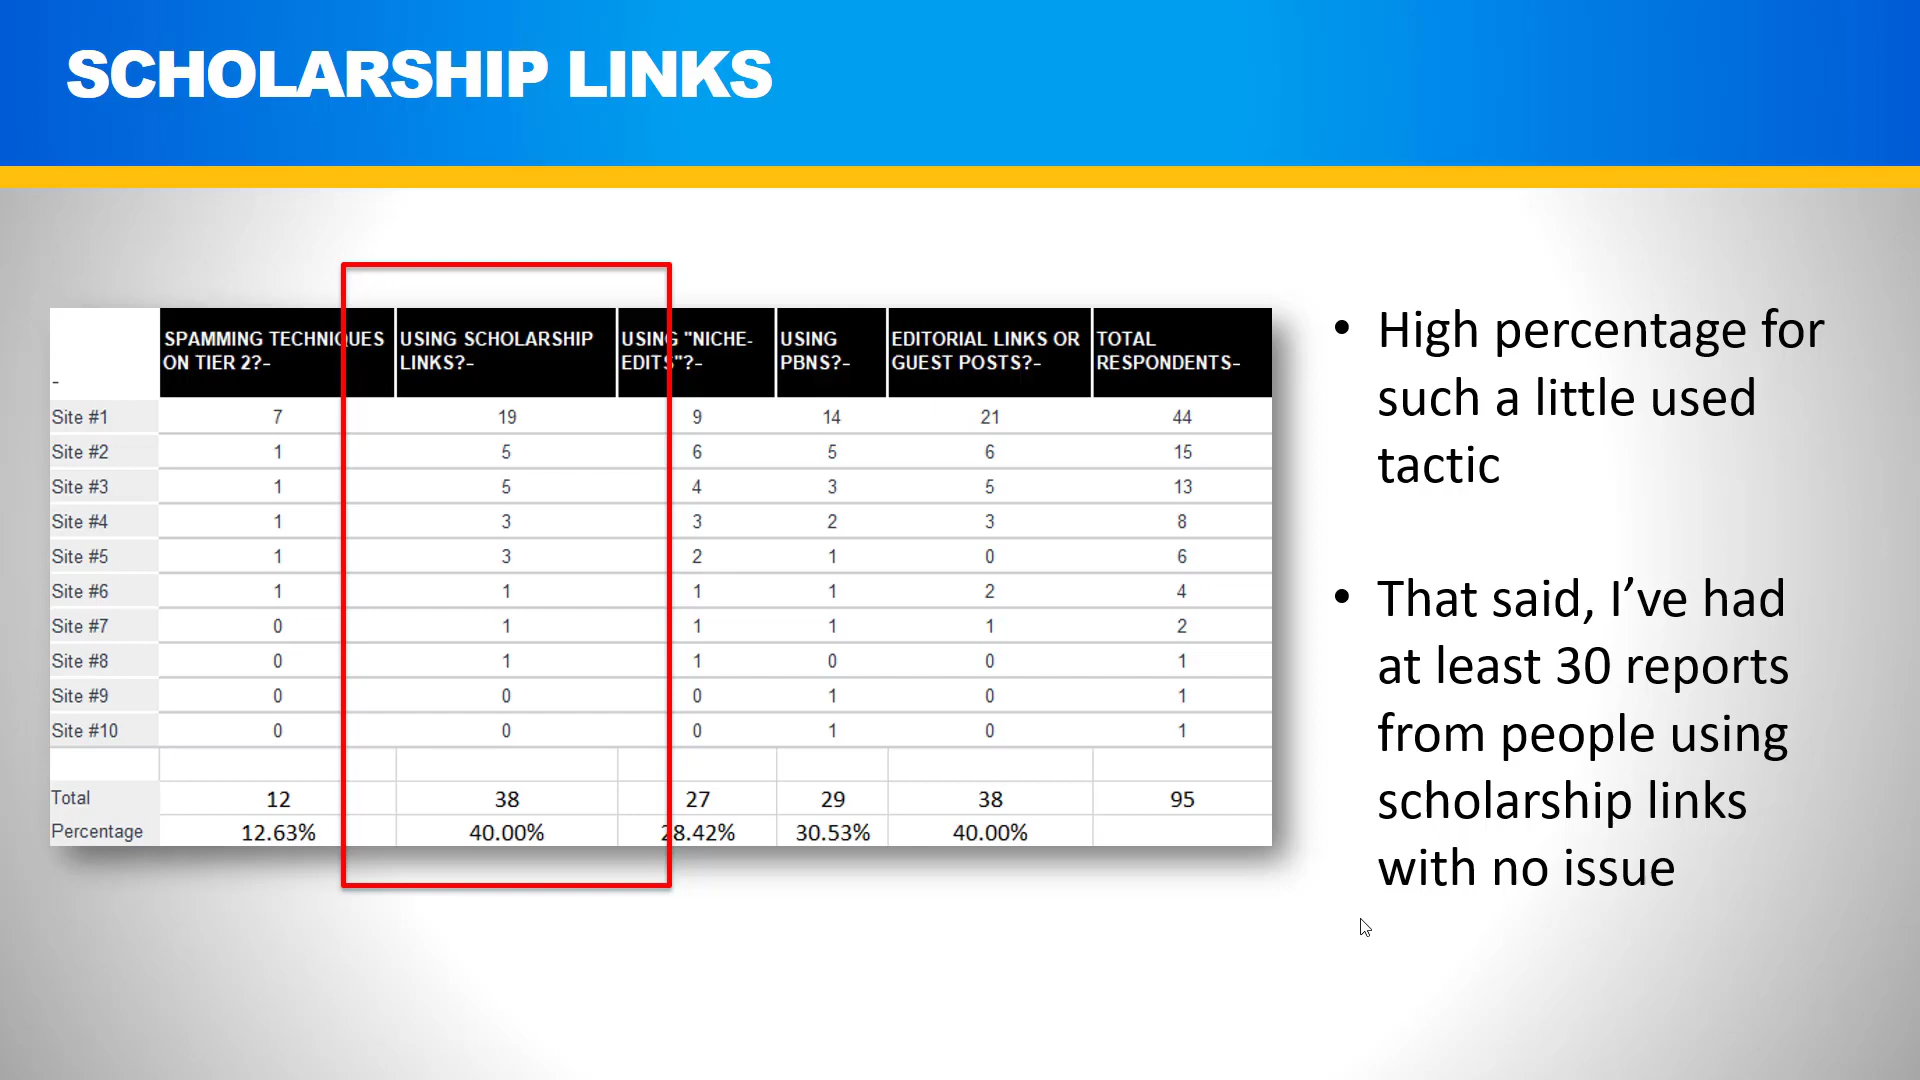 SCHOLARSHIP LINKS
- SPAMMING TECHNIQUES ON TIER 2?- USING SCHOLARSHIP LINKS?- USING "NICHE-EDITS"?- USING PBNS?- EDITORIAL LINKS OR GUEST POSTS?- TOTAL RESPONDENTS-
Site #1 7 19 9 14 21 44
Site #2 1 5 6 5 6 15
Site #3 1 5 4 3 5 13
Site #4 1 3 3 2 3 8
Site #5 1 3 2 1 0 6
Site #6 1 1 1 1 2 4
Site #7 0 1 1 1 1 2
Site #8 0 1 1 0 0 1
Site #9 0 0 0 1 0 1
Site #10 0 0 0 1 0 1
Total 12 38 27 29 38 95
Percentage 12.63% 40.00% 28.42% 30.53% 40.00%
• High percentage for
such a little used
tactic
• That said, I’ve had
at least 30 reports
from people using
scholarship links
with no issue